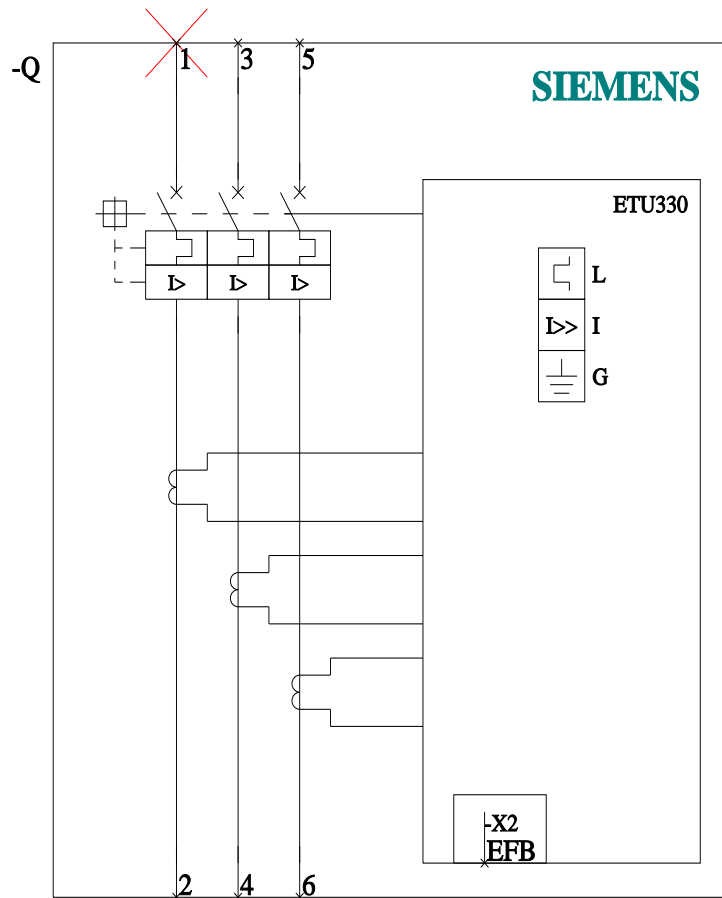 1 3 5
-Q
SIEMENS
ETU330
L
I> I> I>
I>> I
G
-X2
EFB
2 4 6